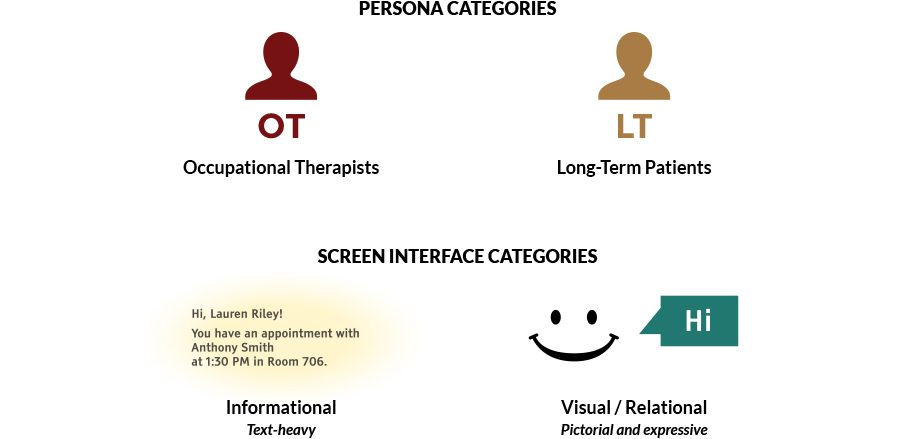 PERSONA CATEGORIES
OT
LT
Occupational Therapists
Long-Term Patients
SCREEN INTERFACE CATEGORIES
Hi, Lauren Riley!
You have an appointment with
Anthony Smith
at 1:30 PM in Room 706.
Hi
Informational
Text-heavy
Visual / Relational
Pictorial and expressive